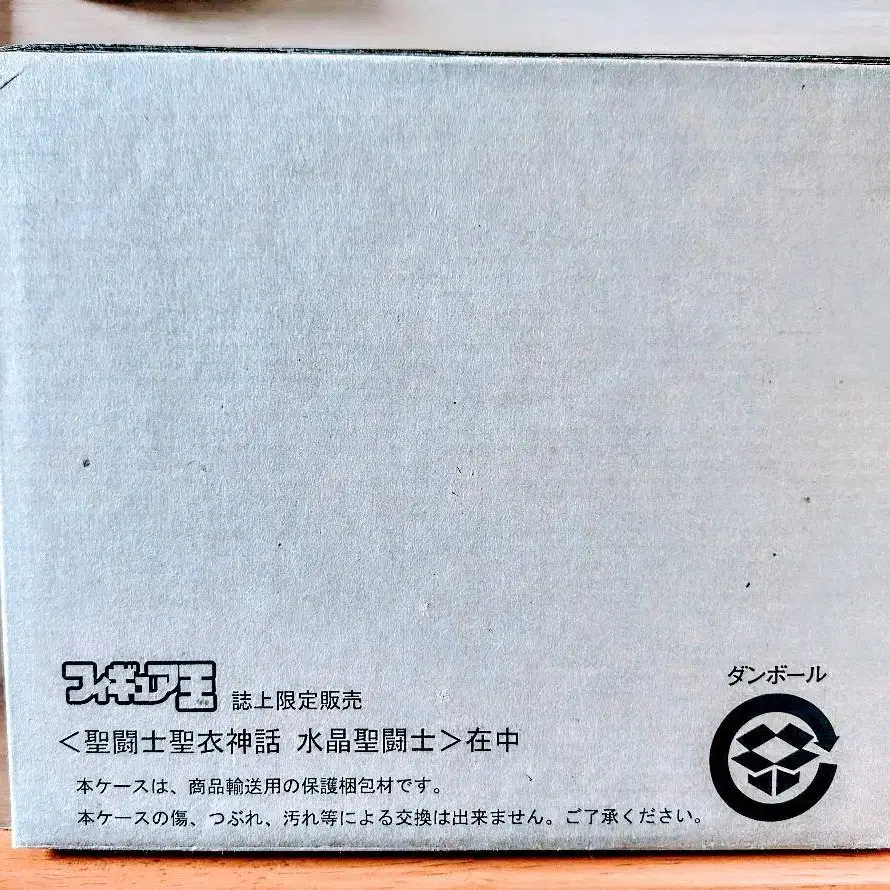 フィギュア王 誌上限定販売
＜聖闘士聖衣神話 水晶聖闘士＞在中
本ケースは、商品輸送用の保護梱包材です。
本ケースの傷、つぶれ、汚れ等による交換は出来ません。ご了承ください。
ダンボール